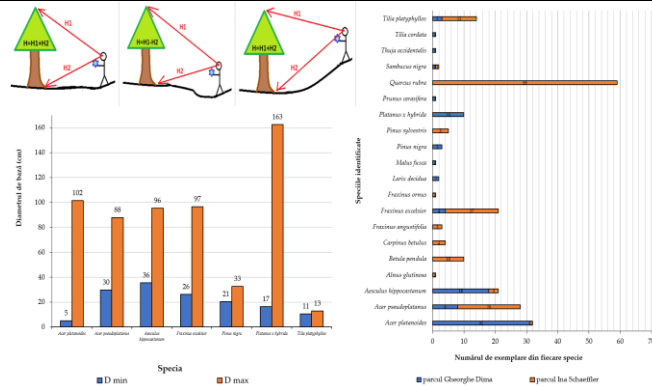 H1
H=H1+H2
H2
H1
H=H1-H2
H2
H1
H=H1+H2
H2
Diametrul de bază (cm)
160
140
120
100
80
60
40
20
0
5
102
30
88
36
96
26
97
21
33
17
163
11
13
Acer platanoides
Acer pseudoplatanus
Aesculus hippocastanum
Fraxinus excelsior
Pinus nigra
Platanus x hybrida
Tilia platyphyllos
Specia
D min
D max
Speciile identificate
Tilia platyphyllos
Tilia cordata
Thuja occidentalis
Sambucus nigra
Quercus rubra
Prunus cerasifera
Platanus x hybrida
Pinus sylvestris
Pinus nigra
Malus fusca
Larix decidua
Fraxinus ornus
Fraxinus excelsior
Fraxinus angustifolia
Carpinus betulus
Betula pendula
Alnus glutinosa
Aesculus hippocastanum
Acer pseudoplatanus
Acer platanoides
0 10 20 30 40 50 60 70
Numărul de exemplare din fiecare specie
parcul Gheorghe Dima
parcul Ina Schaeffler